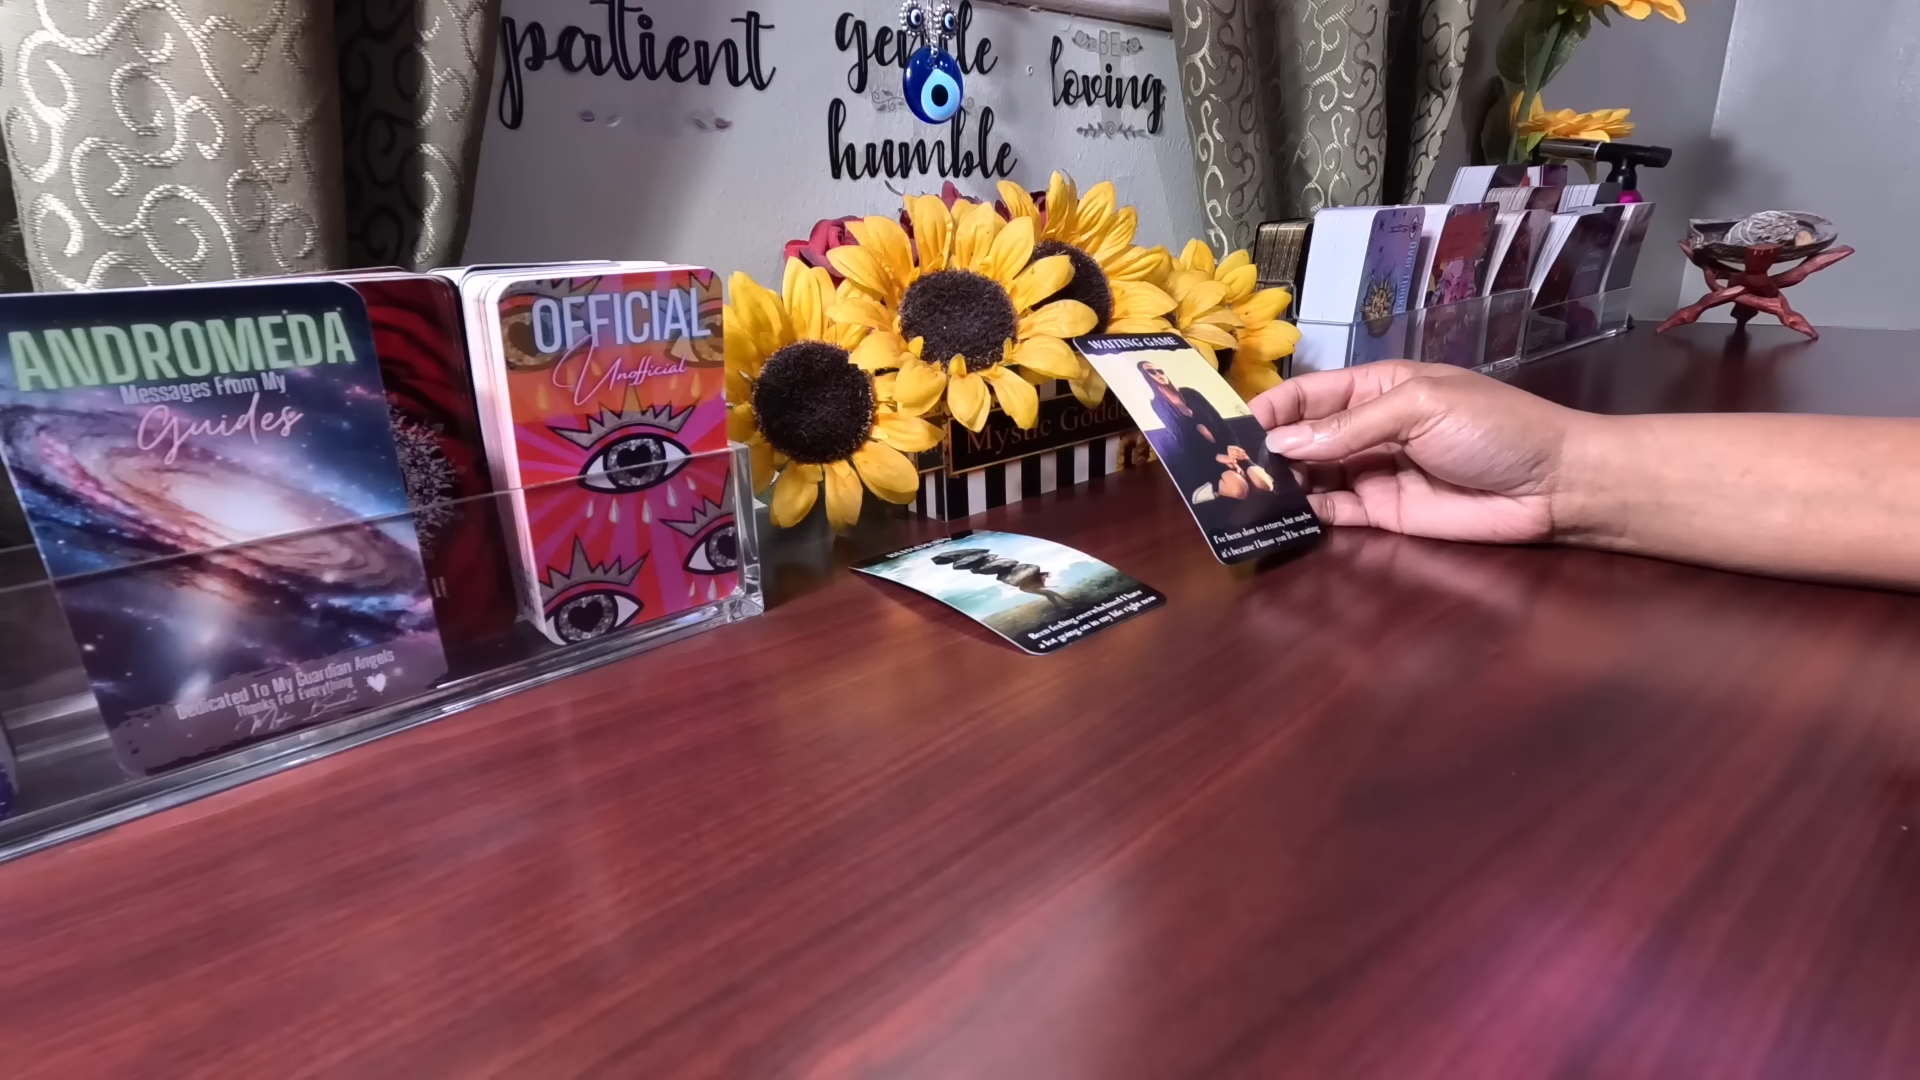 patient
gentle
humble
BE
loving
ANDROMEDA
Messages From My
Guides
Dedicated To My Guardian Angels
Thanks For Everything
OFFICIAL
Unofficial
Mystic
WAITING GAME
I've been slow to return, but maybe
it's because I know you'll be waiting
Been feeling overwhelmed I have
a lot going on in my life right now